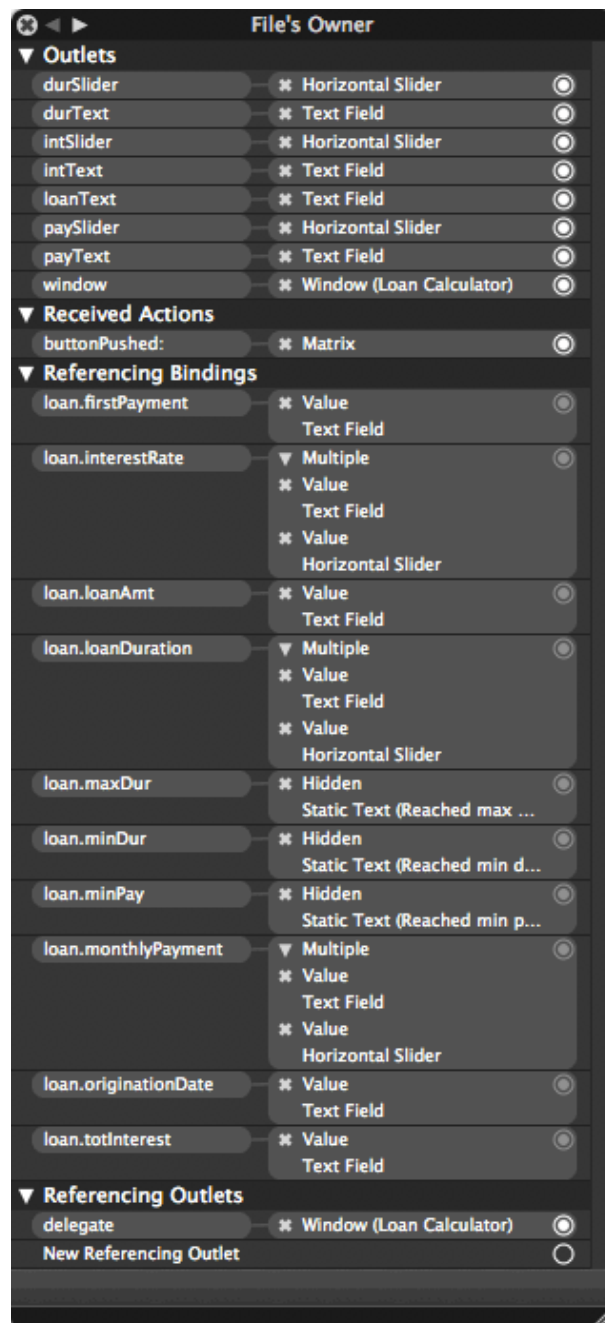 File's Owner
Outlets
durSlider Horizontal Slider
durText Text Field
intSlider Horizontal Slider
intText Text Field
loanText Text Field
paySlider Horizontal Slider
payText Text Field
window Window (Loan Calculator)
Received Actions
buttonPushed: Matrix
Referencing Bindings
loan.firstPayment Value
Text Field
loan.interestRate Multiple
Value
Text Field
Value
Horizontal Slider
loan.loanAmt Value
Text Field
loan.loanDuration Multiple
Value
Text Field
Value
Horizontal Slider
loan.maxDur Hidden
Static Text (Reached max ...
loan.minDur Hidden
Static Text (Reached min d...
loan.minPay Hidden
Static Text (Reached min p...
loan.monthlyPayment Multiple
Value
Text Field
Value
Horizontal Slider
loan.originationDate Value
Text Field
loan.totInterest Value
Text Field
Referencing Outlets
delegate Window (Loan Calculator)
New Referencing Outlet